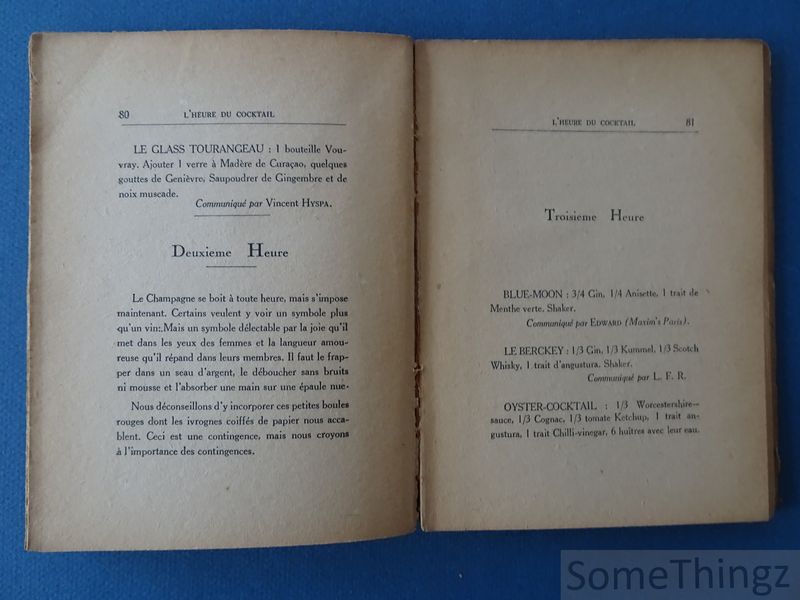 80 L'HEURE DU COCKTAIL
LE GLASS TOURANGEAU : 1 bouteille Vou-
vray. Ajouter 1 verre à Madère de Curaçao, quelques
gouttes de Genièvre, Saupoudrer de Gingembre et de
noix muscade.
Communiqué par Vincent HYSPA.
Deuxieme Heure
Le Champagne se boit à toute heure, mais s'impose
maintenant. Certains veulent y voir un symbole plus
qu'un vin:.Mais un symbole délectable par la joie qu'il
met dans les yeux des femmes et la langueur amou-
reuse qu'il répand dans leurs membres. Il faut le frap-
per dans un seau d'argent, le déboucher sans bruits
ni mousse et l'absorber une main sur une épaule nue-
Nous déconseillons d'y incorporer ces petites boules
rouges dont les ivrognes coiffés de papier nous acca-
blent. Ceci est une contingence, mais nous croyons
à l'importance des contingences.
L'HEURE DU COCKTAIL 81
Troisieme Heure
BLUE-MOON : 3/4 Gin, 1/4 Anisette, 1 trait de
Menthe verte. Shaker.
Communiqué par EDWARD (Maxim's Paris).
LE BERCKEY : 1/3 Gin, 1/3 Kummel, 1/3 Scotch
Whisky, 1 trait d'angustura. Shaker.
Communiqué par L. F. R.
OYSTER-COCKTAIL : 1/3 Worcestershire-
sauce, 1/3 Cognac, 1/3 tomate Ketchup, 1 trait an-
gustura, 1 trait Chilli-vinegar, 6 huîtres avec leur eau.
SomeThingz